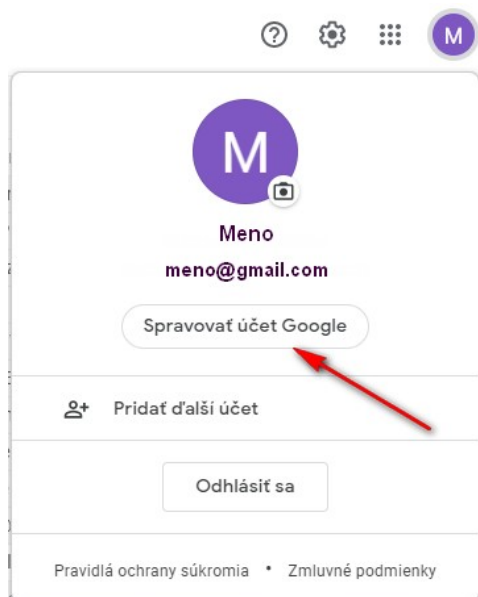 M
M
Meno
meno@gmail.com
Spravovať účet Google
Pridať ďalší účet
Odhlásiť sa
Pravidlá ochrany súkromia • Zmluvné podmienky